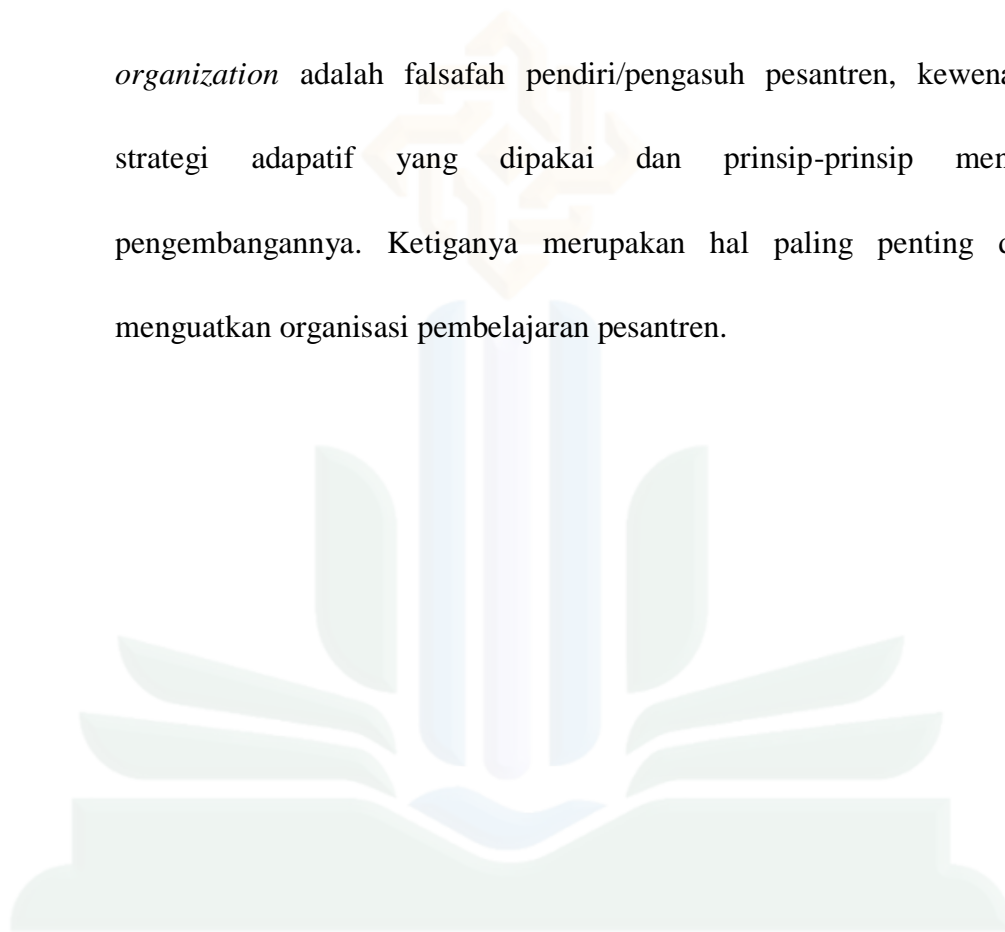 organization adalah falsafah pendiri/pengasuh pesantren,
strategi adapatif yang dipakai dan prinsip-prinsip
pengembangannya. Ketiganya merupakan hal paling penting
menguatkan organisasi pembelajaran pesantren.